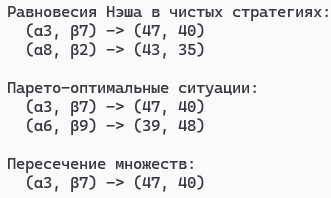 Равновесия Нэша в чистых стратегиях:
(α3, β7) —> (47, 40)
(α8, β2) —> (43, 35)
Парето-оптимальные ситуации:
(α3, β7) —> (47, 40)
(α6, β9) —> (39, 48)
Пересечение множеств:
(α3, β7) —> (47, 40)